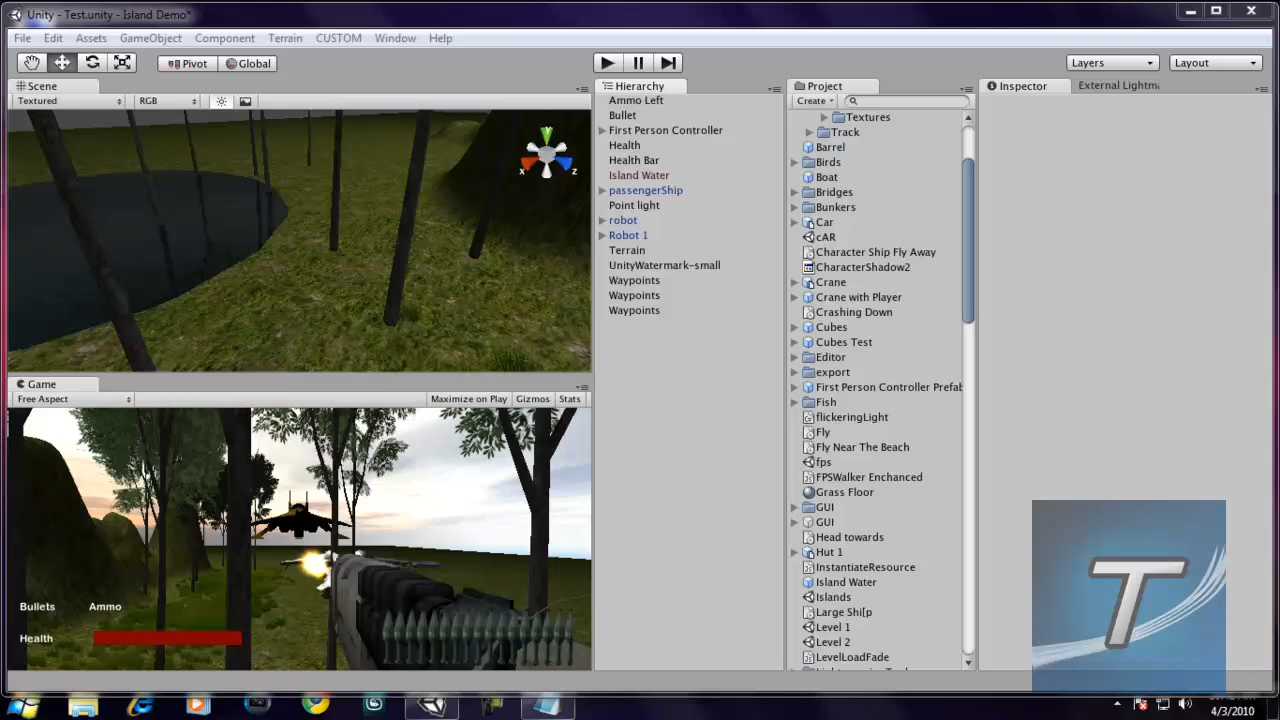 Unity - Test.unity - Island Demo*
File Edit Assets GameObject Component Terrain CUSTOM Window Help
Pivot Global Layers Layout
Scene
Textured RGB
Game
Free Aspect Maximize on Play Gizmos Stats
Bullets Ammo
Health
Hierarchy
Ammo Left
Bullet
First Person Controller
Health
Health Bar
Island Water
passengerShip
Point light
robot
Robot 1
Terrain
UnityWatermark-small
Waypoints
Waypoints
Waypoints
Project
Create
Textures
Track
Barrel
Birds
Boat
Bridges
Bunkers
Car
cAR
Character Ship Fly Away
CharacterShadow2
Crane
Crane with Player
Crashing Down
Cubes
Cubes Test
Editor
export
First Person Controller Prefab
Fish
flickeringLight
Fly
Fly Near The Beach
fps
FPSWalker Enchanced
Grass Floor
GUI
GUI
Head towards
Hut 1
InstantiateResource
Island Water
Islands
Large Shi[p
Level 1
Level 2
LevelLoadFade
Inspector External Lightma
T
4/3/2010